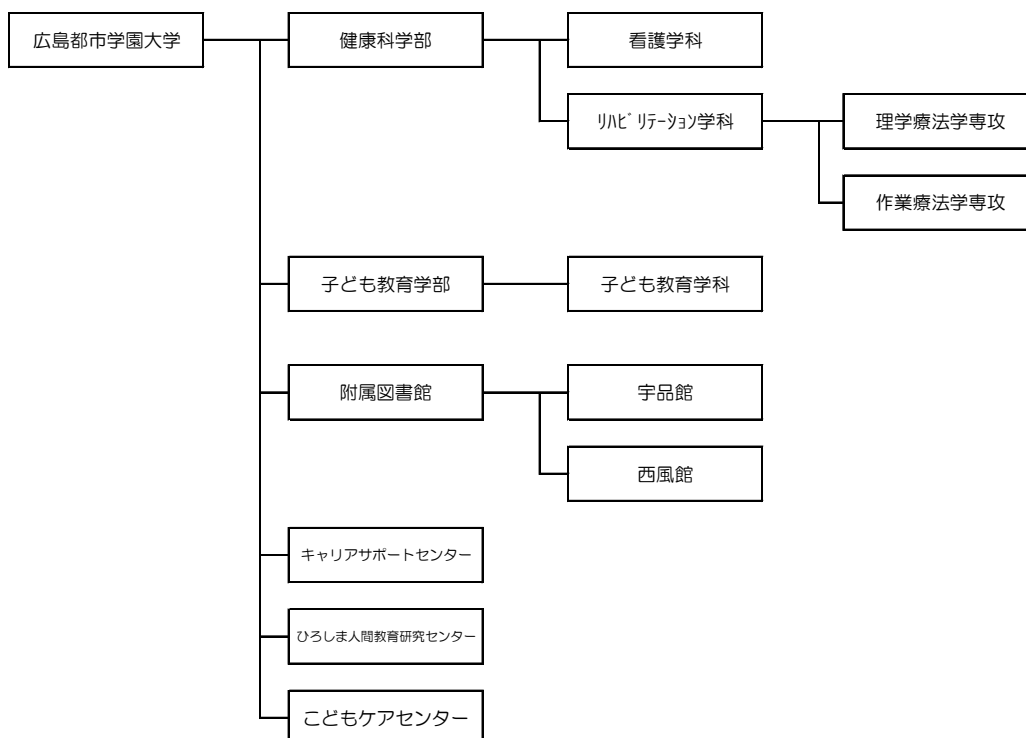 広島都市学園大学
健康科学部
看護学科
ﾘﾊﾋﾞﾘﾃｰｼｮﾝ学科
理学療法学専攻
作業療法学専攻
子ども教育学部
子ども教育学科
附属図書館
宇品館
西風館
キャリアサポートセンター
ひろしま人間教育研究センター
こどもケアセンター